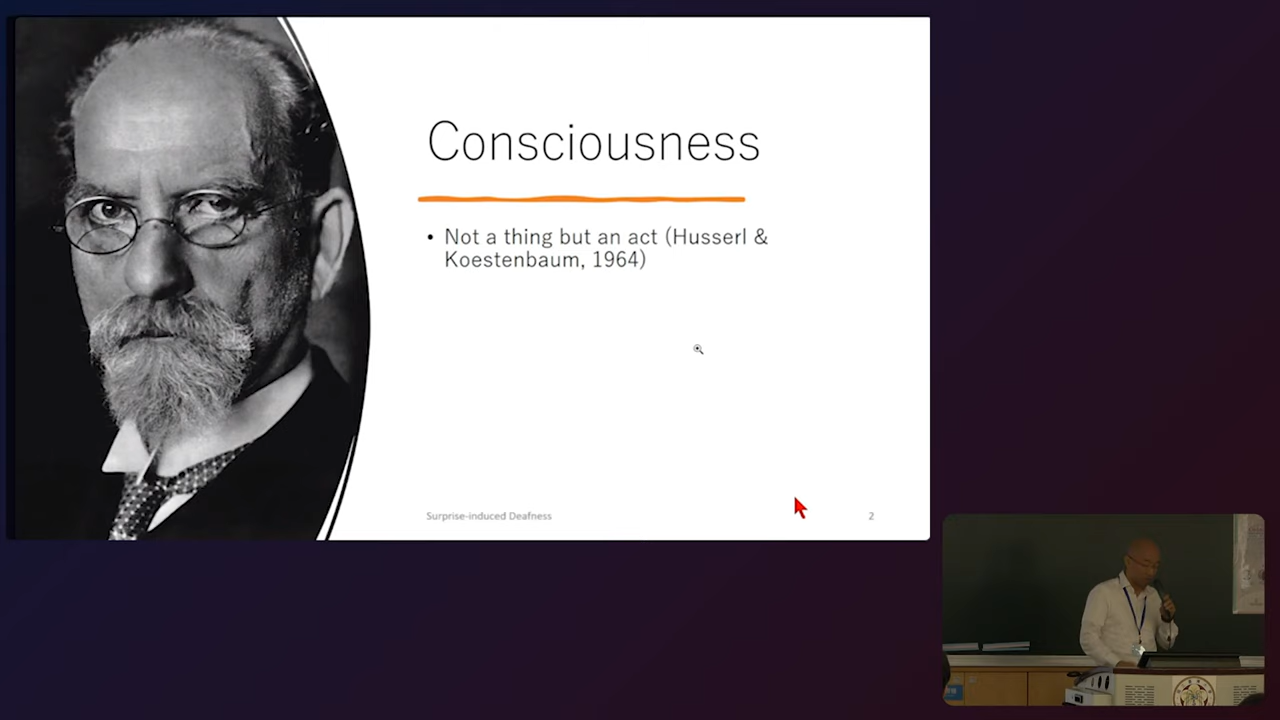 Consciousness
• Not a thing but an act (Husserl &
Koestenbaum, 1964)
Surprise-induced Deafness
2